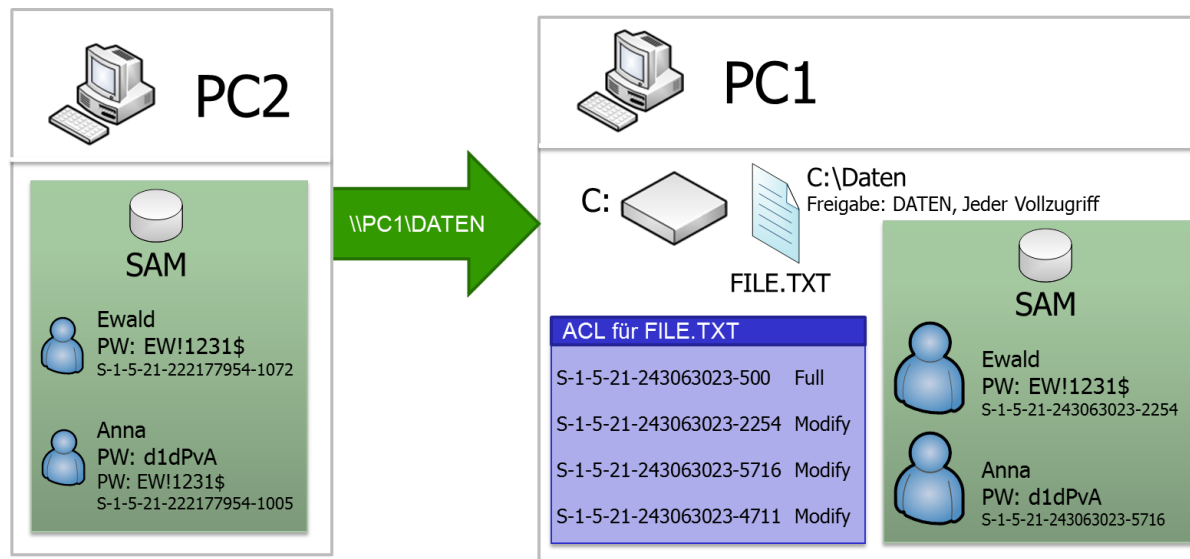 PC2
SAM
Ewald
PW: EW!1231$
S-1-5-21-222177954-1072
Anna
PW: d1dPvA
PW: EW!1231$
S-1-5-21-222177954-1005
\\PC1\DATEN
PC1
C:
C:\Daten
Freigabe: DATEN, Jeder Vollzugriff
FILE.TXT
ACL für FILE.TXT
S-1-5-21-243063023-500 Full
S-1-5-21-243063023-2254 Modify
S-1-5-21-243063023-5716 Modify
S-1-5-21-243063023-4711 Modify
SAM
Ewald
PW: EW!1231$
S-1-5-21-243063023-2254
Anna
PW: d1dPvA
S-1-5-21-243063023-5716